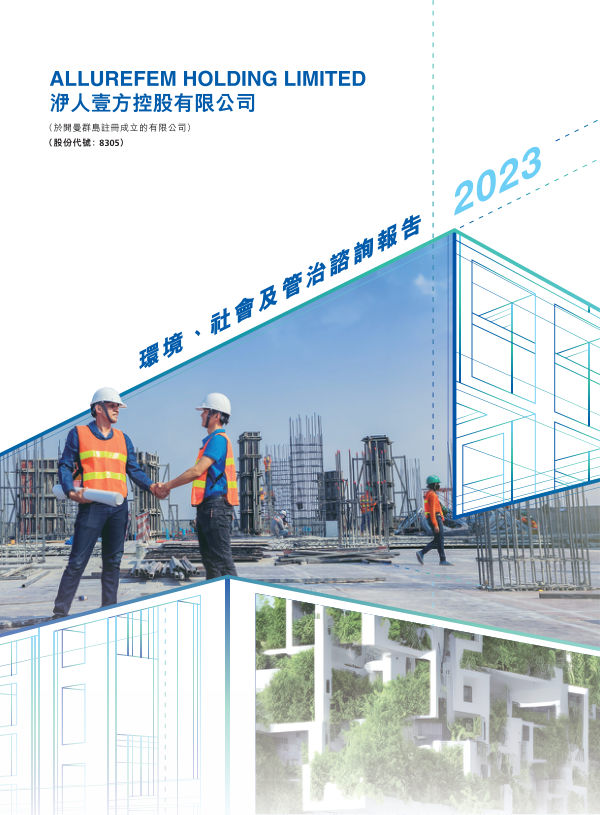 ALLUREFEM HOLDING LIMITED
洢人壹方控股有限公司
（於開曼群島註冊成立的有限公司）
（股份代號：8305）
2023
環境、社會及管治諮詢報告